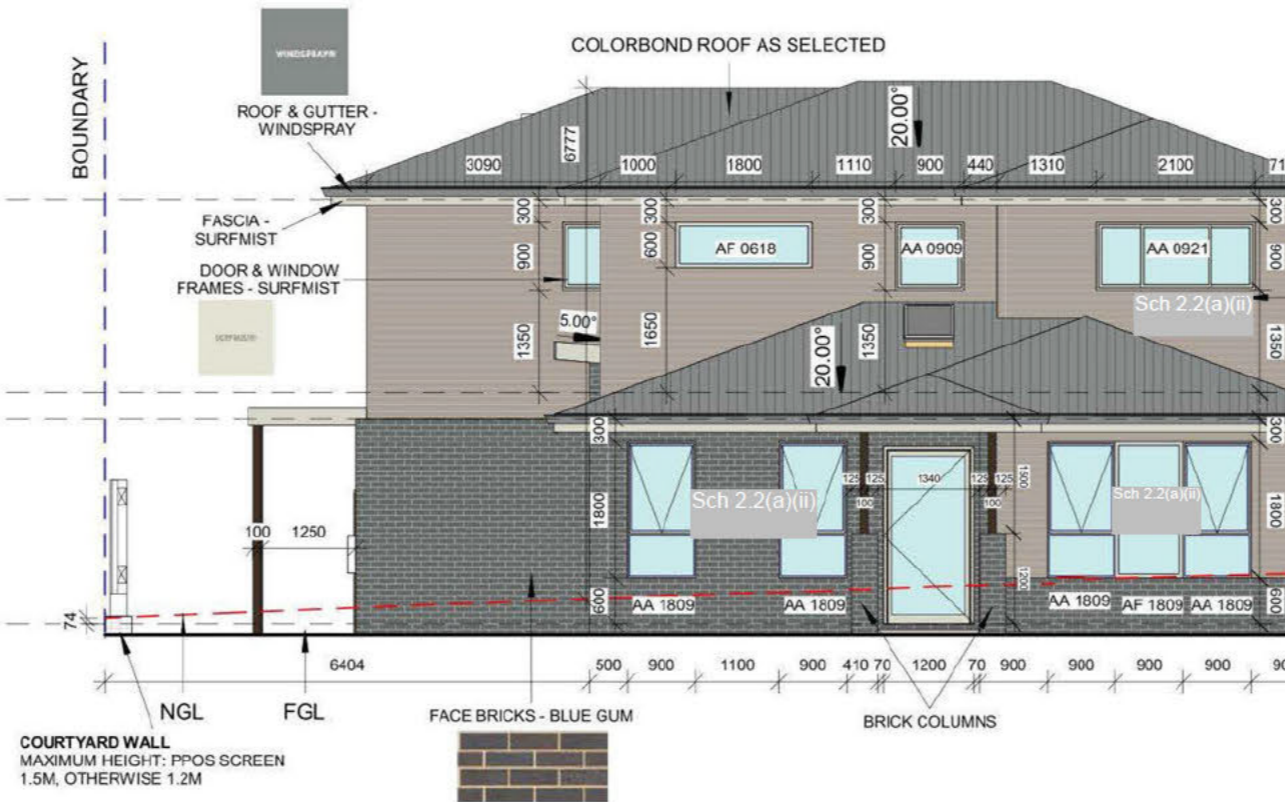 WINDSPRAY®
BOUNDARY
COLORBOND ROOF AS SELECTED
ROOF & GUTTER -
WINDSPRAY
20.00°
3090
6777
1000
1800
1110
900
440
1310
2100
71
FASCIA -
SURFMIST
300
300
300
300
DOOR & WINDOW
FRAMES - SURFMIST
900
600
900
900
AF 0618
AA 0909
AA 0921
Sch 2.2(a)(ii)
5.00°
1350
1650
1350
1350
20.00°
300
300
300
100
1250
1800
Sch 2.2(a)(ii)
125
125
1340
125
125
100
100
1500
Sch 2.2(a)(ii)
1800
600
1200
600
AA 1809
AA 1809
AA 1809
AF 1809
AA 1809
74
6404
500
900
1100
900
410
70
1200
70
900
900
900
900
90
NGL
FGL
FACE BRICKS - BLUE GUM
BRICK COLUMNS
COURTYARD WALL
MAXIMUM HEIGHT: PPOS SCREEN
1.5M, OTHERWISE 1.2M